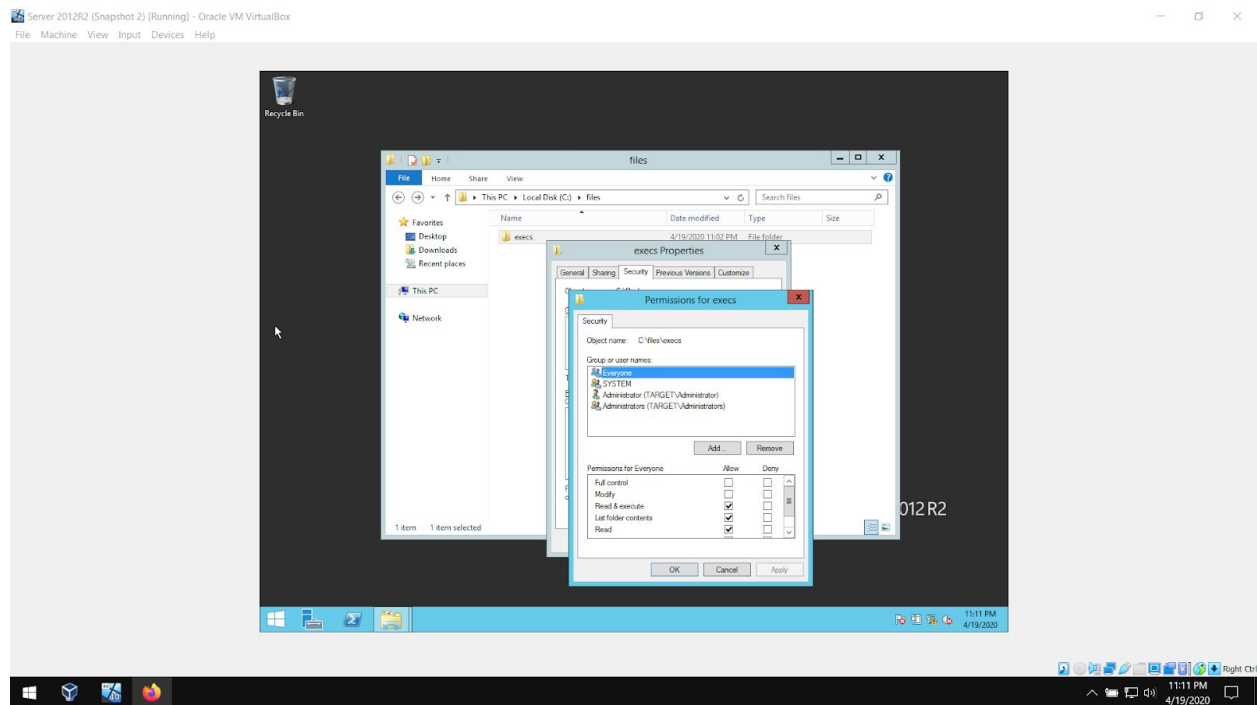 Server 2012R2 (Snapshot 2) [Running] - Oracle VM VirtualBox
File Machine View Input Devices Help
Recycle Bin
files
File Home Share View
This PC Local Disk (C:) files
Search files
Name Date modified Type Size
Favorites
Desktop
Downloads
Recent places
This PC
Network
execs 4/19/2020 11:02 PM File folder
execs Properties
General Sharing Security Previous Versions Customize
Permissions for execs
Security
Object name: C:\files\execs
Group or user names:
Everyone
SYSTEM
Administrator (TARGET\Administrator)
Administrators (TARGET\Administrators)
Add... Remove
Permissions for Everyone Allow Deny
Full control
Modify
Read & execute
List folder contents
Read
OK Cancel Apply
1 item 1 item selected
012 R2
11:11 PM
4/19/2020
Right Ctrl
11:11 PM
4/19/2020